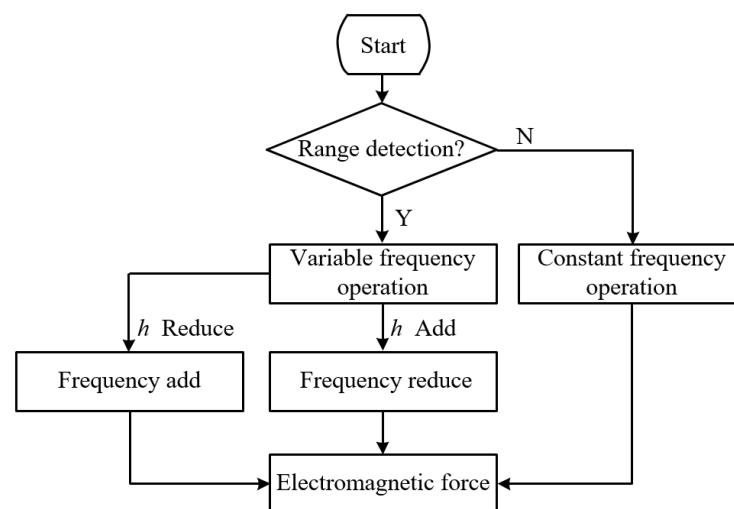 Start
Range detection?
N
Y
Variable frequency
operation
Constant frequency
operation
h Reduce
h Add
Frequency add
Frequency reduce
Electromagnetic force